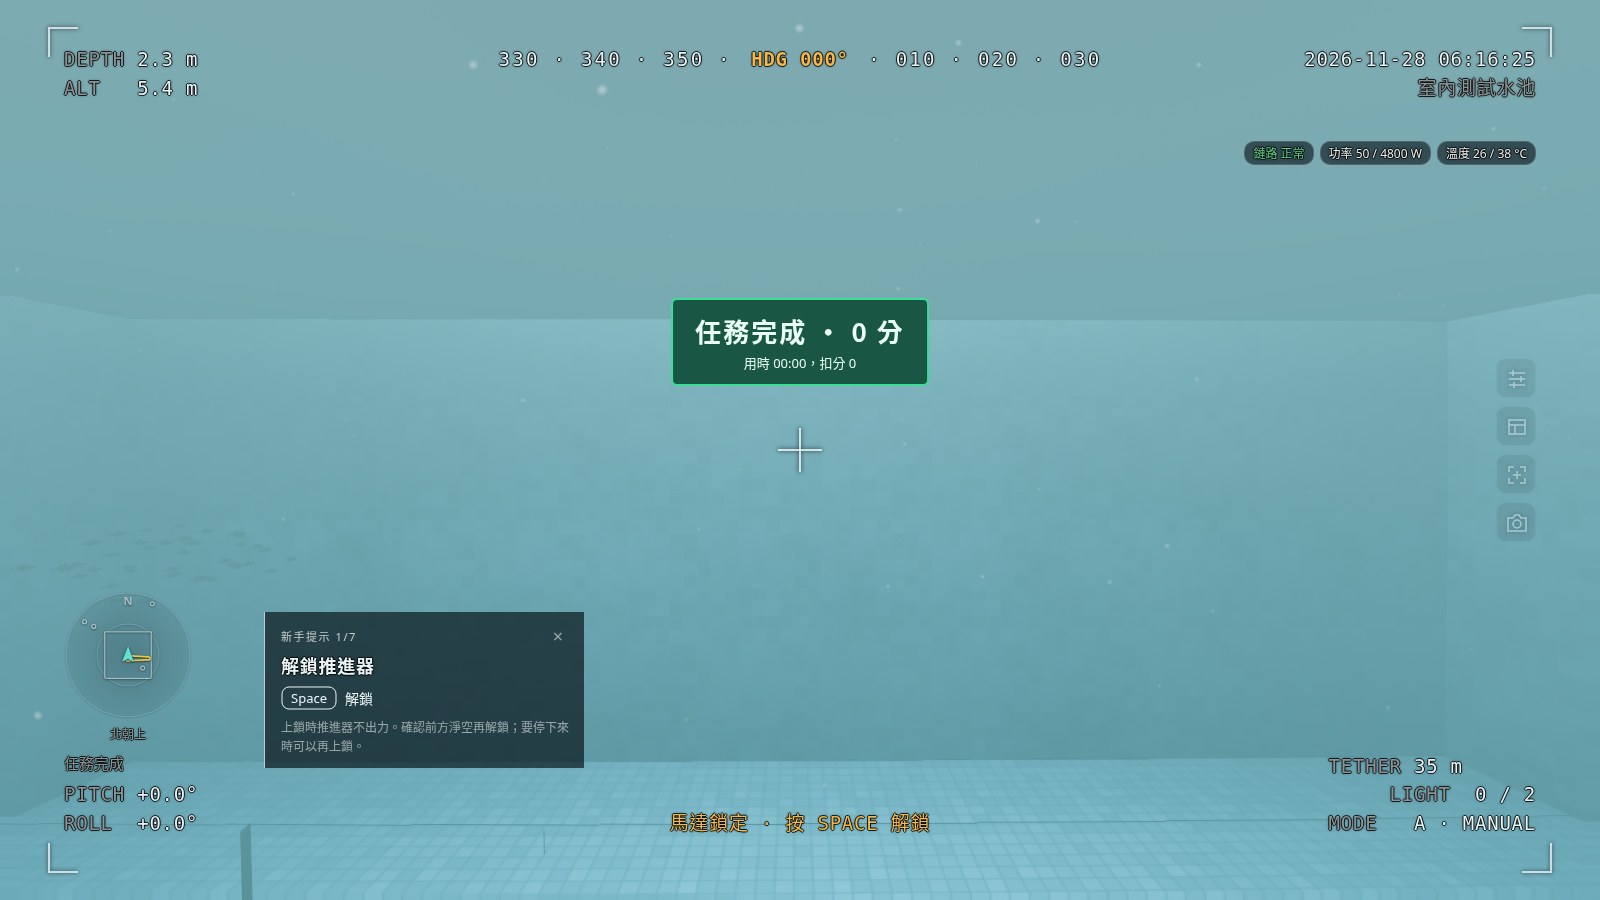 DEPTH 2.3 m
ALT 5.4 m
330 · 340 · 350 · HDG 000° · 010 · 020 · 030
2026-11-28 06:16:25
室內測試水池
鏈路 正常
功率 50 / 4800 W
溫度 26 / 38 °C
任務完成 · 0 分
用時 00:00，扣分 0
N
北朝上
新手提示 1/7
×
解鎖推進器
Space 解鎖
上鎖時推進器不出力。確認前方淨空再解鎖；要停下來
時可以再上鎖。
任務完成
PITCH +0.0°
ROLL +0.0°
馬達鎖定 · 按 SPACE 解鎖
TETHER 35 m
LIGHT 0 / 2
MODE A · MANUAL